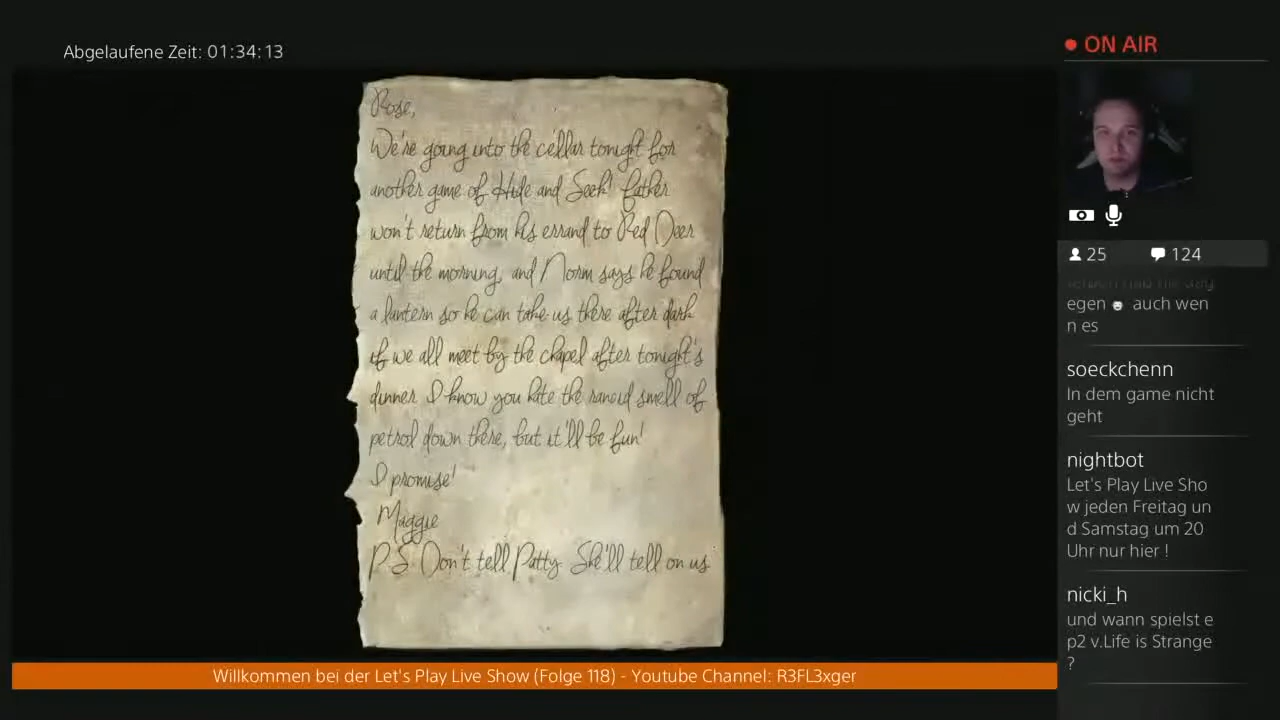 Abgelaufene Zeit: 01:34:13
Rose,
We're going into the cellar tonight for
another game of Hide and Seek! Father
won't return from his errand to Red Deer
until the morning, and Norm says he found
a lantern so he can take us there after dark
if we all meet by the chapel after tonight's
dinner. I know you hate the rancid smell of
petrol down there, but it'll be fun!
I promise!
Maggie
P.S. Don't tell Patty. She'll tell on us
Willkommen bei der Let's Play Live Show (Folge 118) - Youtube Channel: R3FL3xger
ON AIR
25 124
egen auch wen
n es
soeckchenn
In dem game nicht
geht
nightbot
Let's Play Live Sho
w jeden Freitag un
d Samstag um 20
Uhr nur hier !
nicki_h
und wann spielst e
p2 v.Life is Strange
?